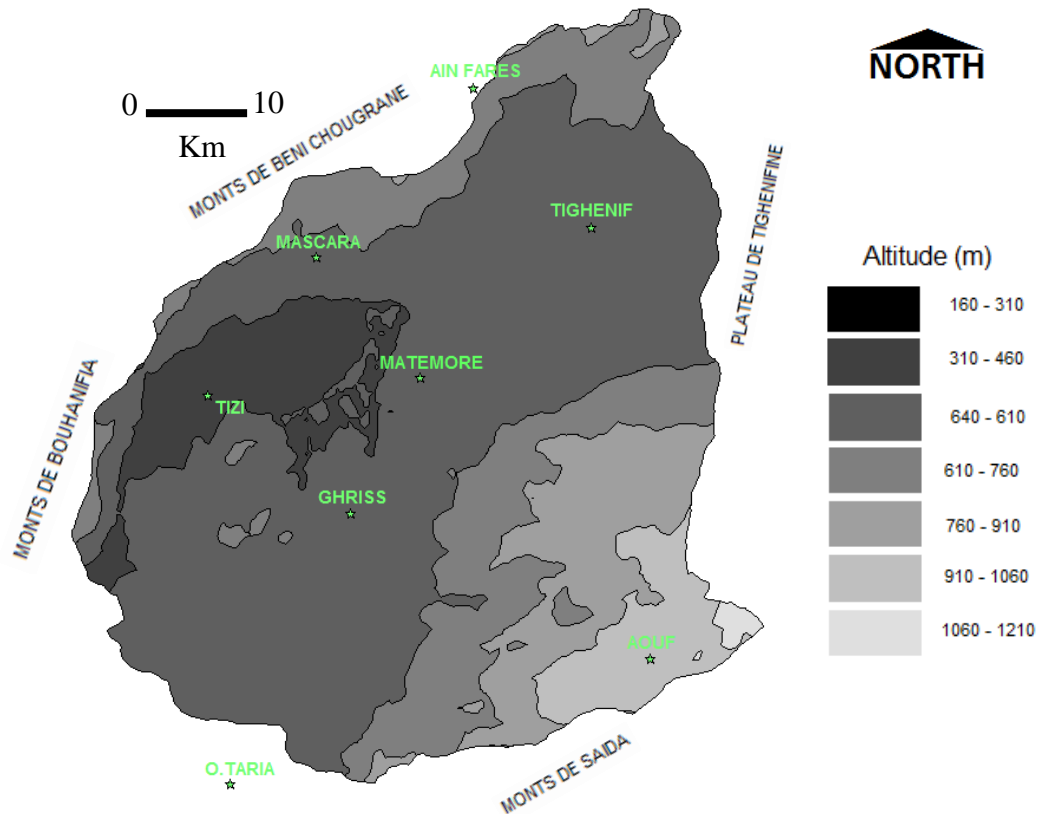 NORTH
AIN FARES
0 10
Km
MONTS DE BENI CHOUGRANE
TIGHENIF
PLATEAU DE TIGHENIFINE
MASCARA
Altitude (m)
160 - 310
310 - 460
640 - 610
610 - 760
760 - 910
910 - 1060
1060 - 1210
MATEMORE
TIZI
MONTS DE BOUHANIFIA
GHRISS
AOUF
O.TARIA
MONTS DE SAIDA